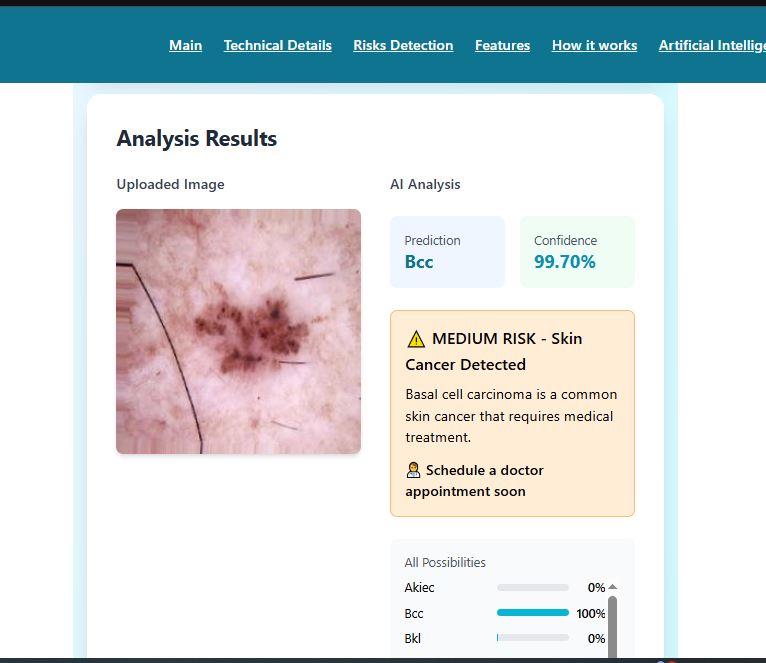 Main Technical Details Risks Detection Features How it works Artificial Intellige
Analysis Results
Uploaded Image
AI Analysis
Prediction
Bcc
Confidence
99.70%
⚠️ MEDIUM RISK - Skin
Cancer Detected
Basal cell carcinoma is a common
skin cancer that requires medical
treatment.
👩‍⚕️ Schedule a doctor
appointment soon
All Possibilities
Akiec 0%
Bcc 100%
Bkl 0%